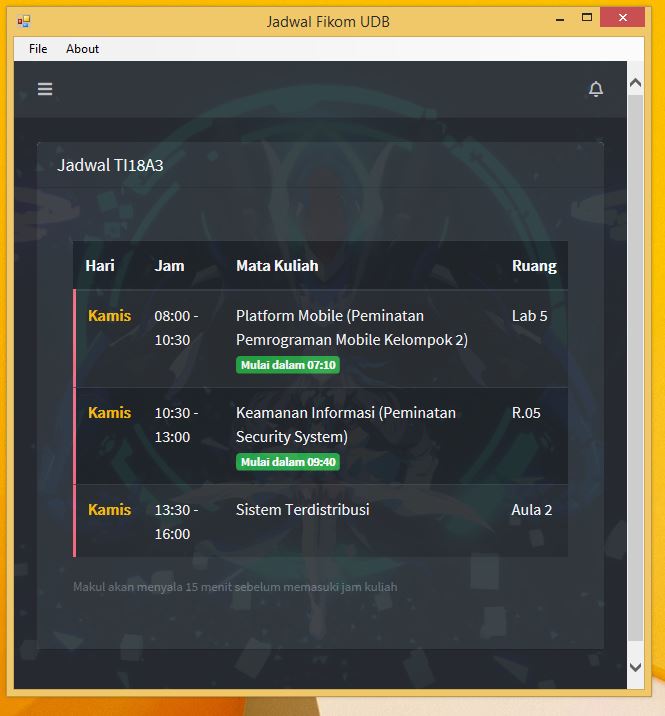 Jadwal Fikom UDB
File About
Jadwal TI18A3
Hari Jam Mata Kuliah Ruang
Kamis 08:00 - Platform Mobile (Peminatan Lab 5
10:30 Pemrograman Mobile Kelompok 2)
Mulai dalam 07:10
Kamis 10:30 - Keamanan Informasi (Peminatan R.05
13:00 Security System)
Mulai dalam 09:40
Kamis 13:30 - Sistem Terdistribusi Aula 2
16:00
Makul akan menyala 15 menit sebelum memasuki jam kuliah